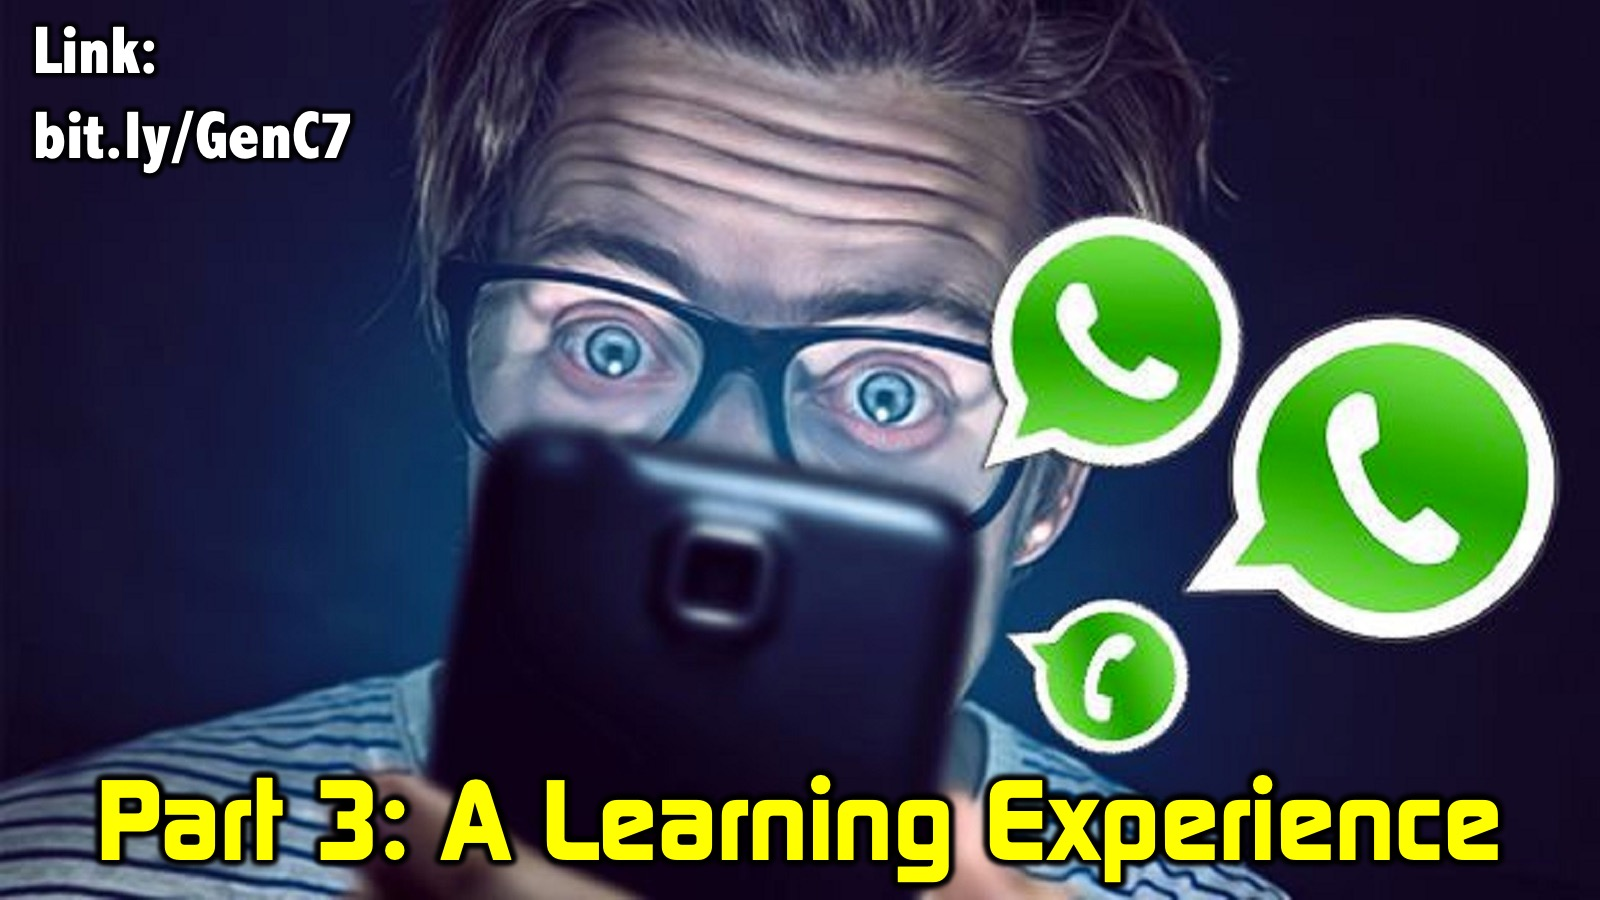 Link:
bit.ly/GenC7
Part 3: A Learning Experience